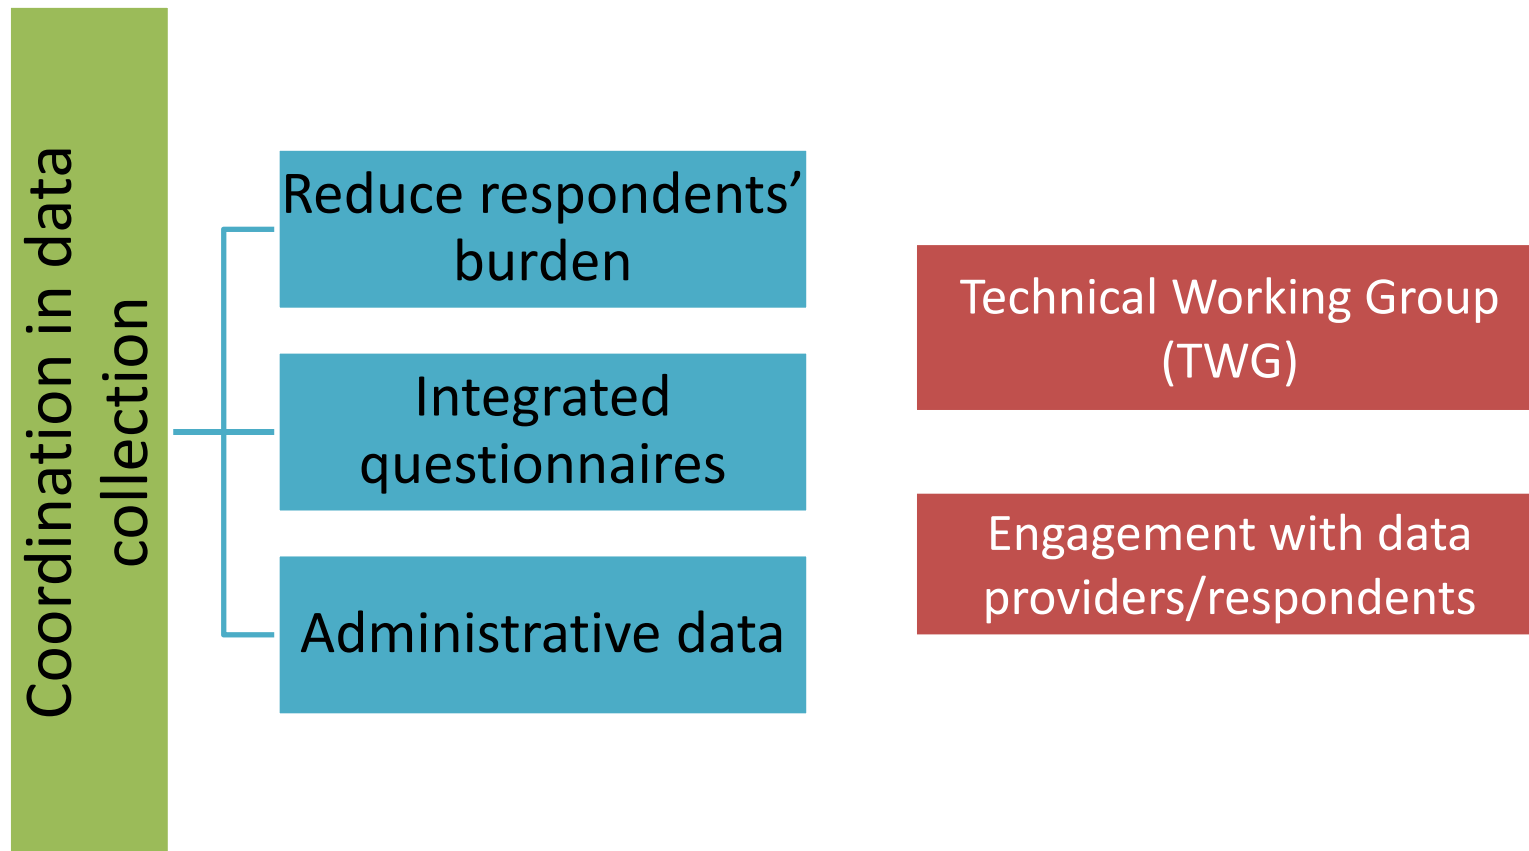 Coordination in data
collection
Reduce respondents’
burden
Integrated
questionnaires
Administrative data
Technical Working Group
(TWG)
Engagement with data
providers/respondents